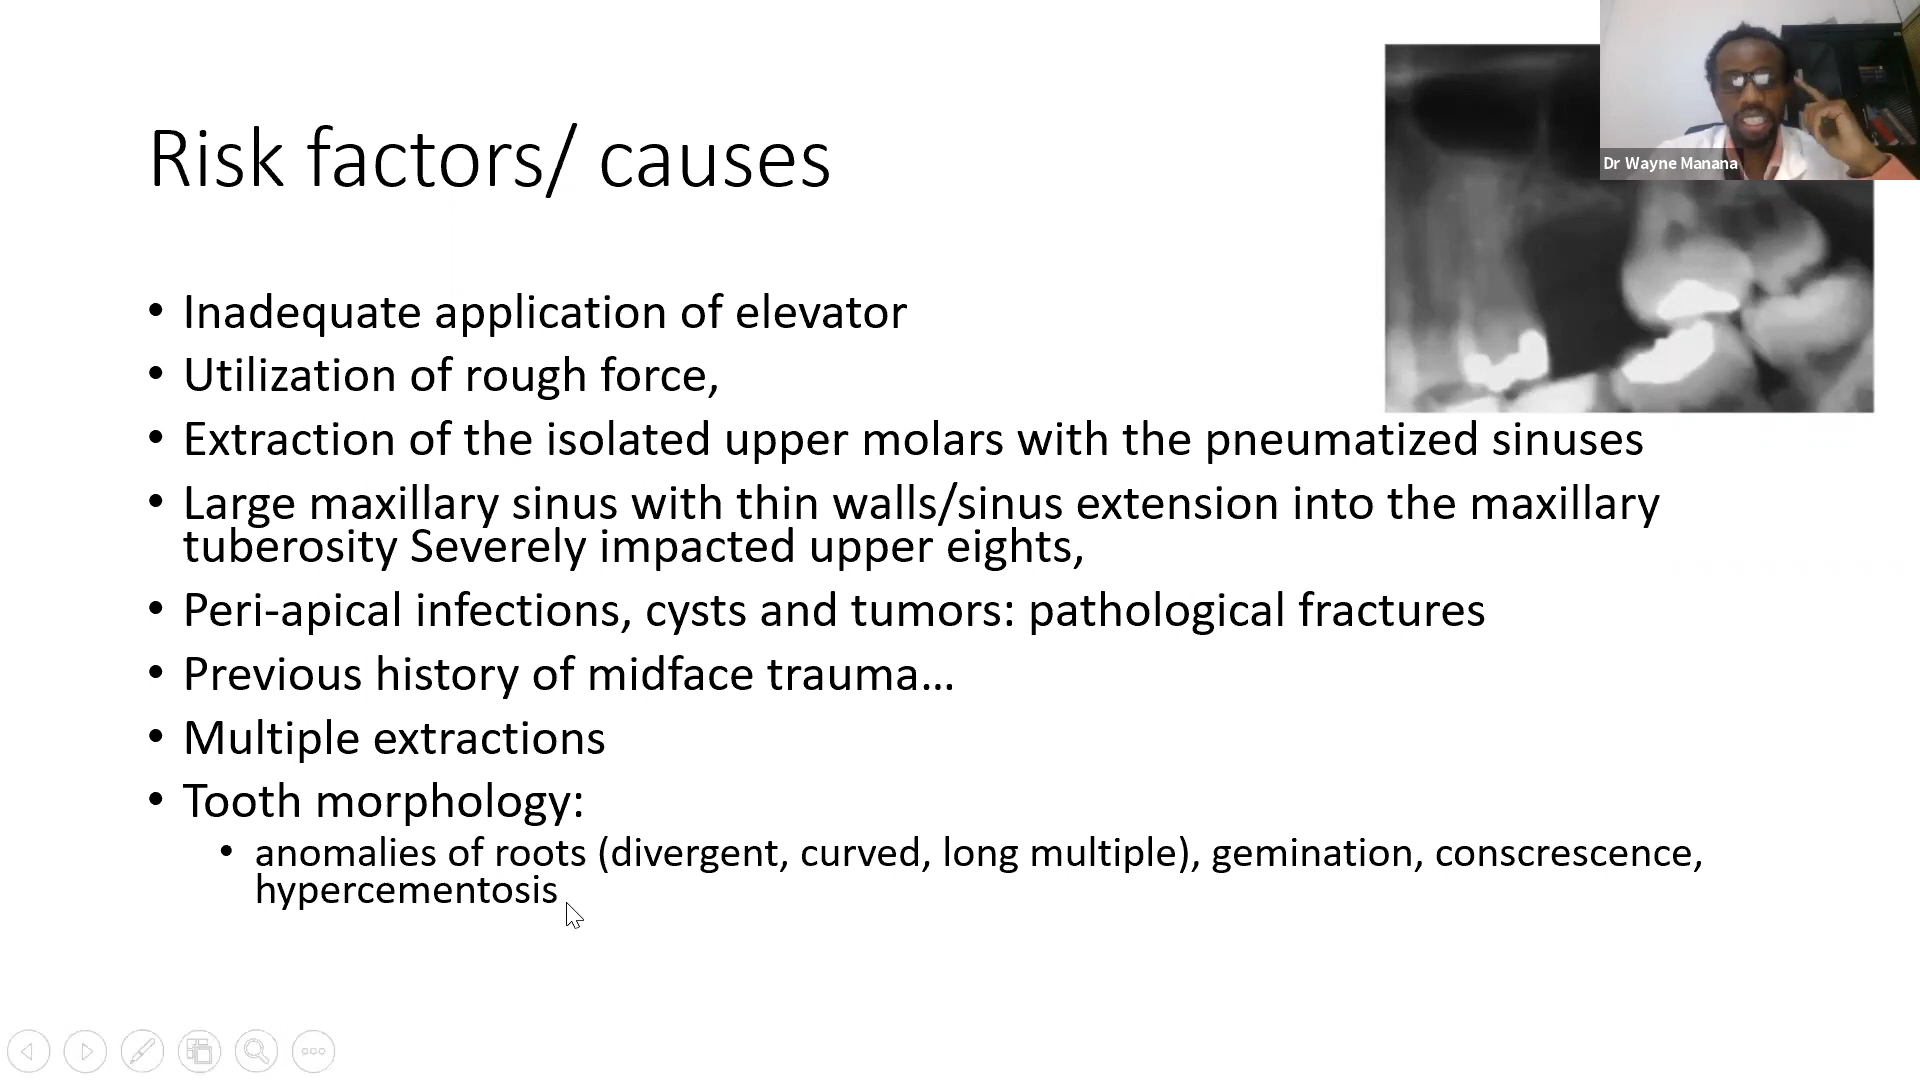 Dr Wayne Manana
Risk factors/ causes
• Inadequate application of elevator
• Utilization of rough force,
• Extraction of the isolated upper molars with the pneumatized sinuses
• Large maxillary sinus with thin walls/sinus extension into the maxillary
tuberosity Severely impacted upper eights,
• Peri-apical infections, cysts and tumors: pathological fractures
• Previous history of midface trauma…
• Multiple extractions
• Tooth morphology:
• anomalies of roots (divergent, curved, long multiple), gemination, conscrescence,
hypercementosis